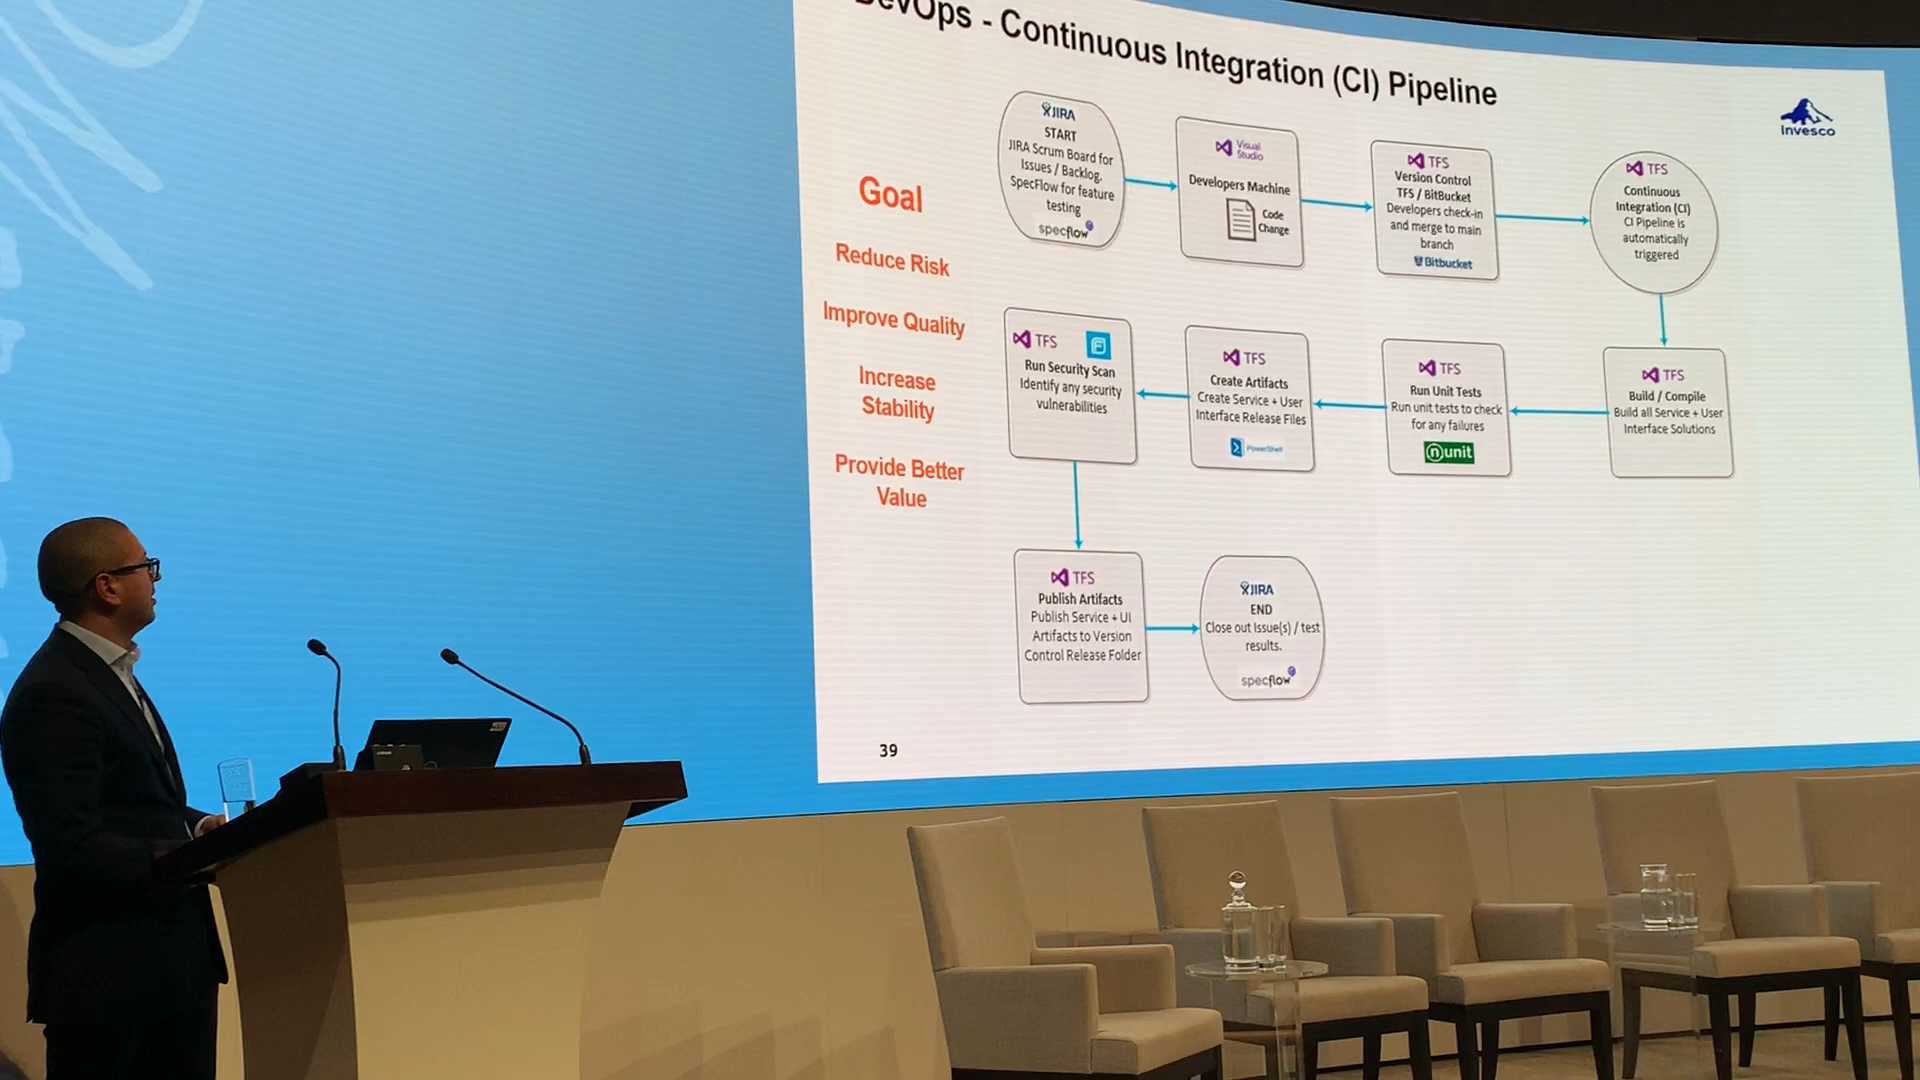 DevOps - Continuous Integration (CI) Pipeline
Invesco
Goal
Reduce Risk
Improve Quality
Increase
Stability
Provide Better
Value
JIRA
START
JIRA Scrum Board for
Issues / Backlog.
SpecFlow for feature
testing
specflow
Visual
Studio
Developers Machine
Code
Change
TFS
Version Control
TFS / BitBucket
Developers check-in
and merge to main
branch
Bitbucket
TFS
Continuous
Integration (CI)
CI Pipeline is
automatically
triggered
TFS
Build / Compile
Build all Service + User
Interface Solutions
TFS
Run Unit Tests
Run unit tests to check
for any failures
nunit
TFS
Create Artifacts
Create Service + User
Interface Release Files
PowerShell
TFS
Run Security Scan
Identify any security
vulnerabilities
TFS
Publish Artifacts
Publish Service + UI
Artifacts to Version
Control Release Folder
JIRA
END
Close out Issue(s) / test
results.
specflow
39